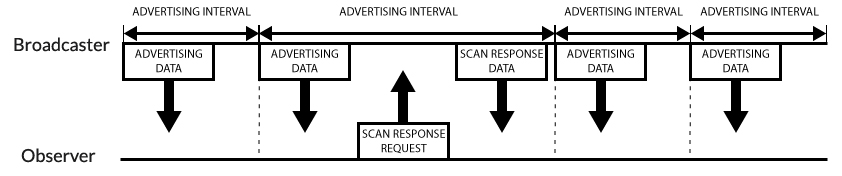 ADVERTISING INTERVAL
ADVERTISING INTERVAL
ADVERTISING INTERVAL
ADVERTISING INTERVAL
Broadcaster
ADVERTISING
DATA
ADVERTISING
DATA
SCAN RESPONSE
DATA
ADVERTISING
DATA
ADVERTISING
DATA
SCAN RESPONSE
REQUEST
Observer